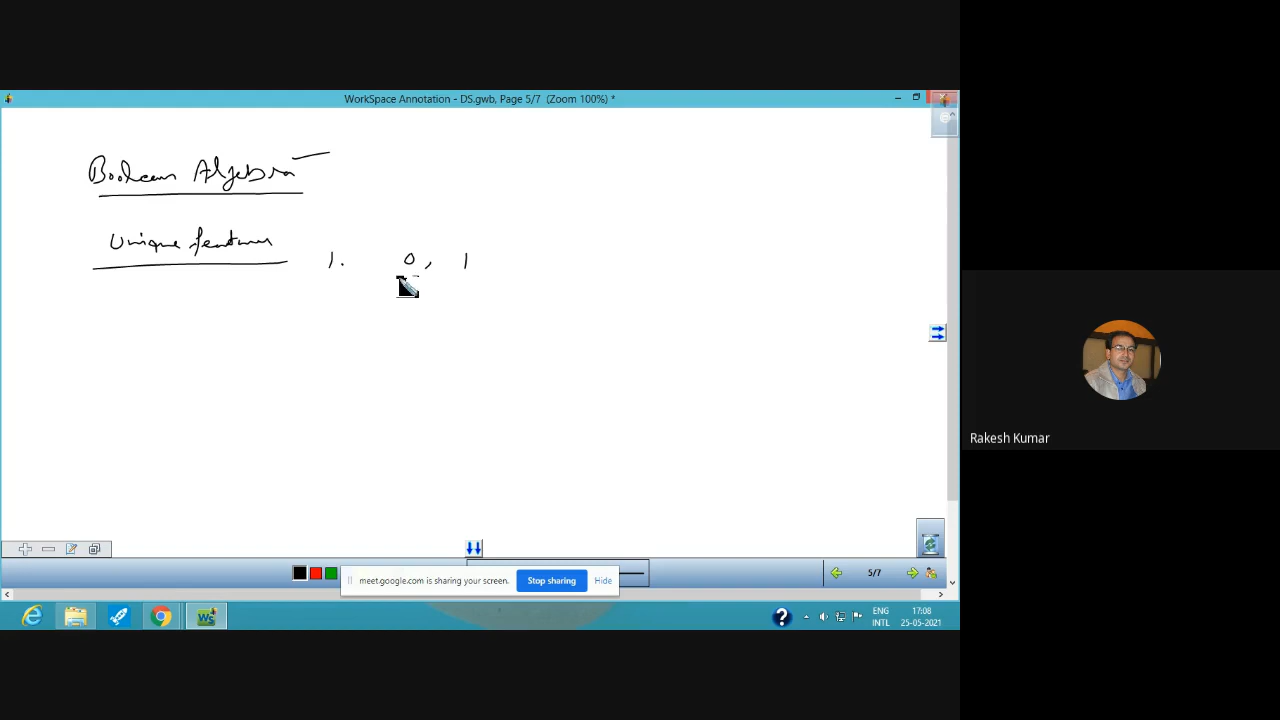 WorkSpace Annotation - DS.gwb, Page 5/7 (Zoom 100%) *
Boolean Algebra
Unique features
1. 0, 1
Rakesh Kumar
5/7
meet.google.com is sharing your screen.
Stop sharing
Hide
ENG
INTL
17:08
25-05-2021